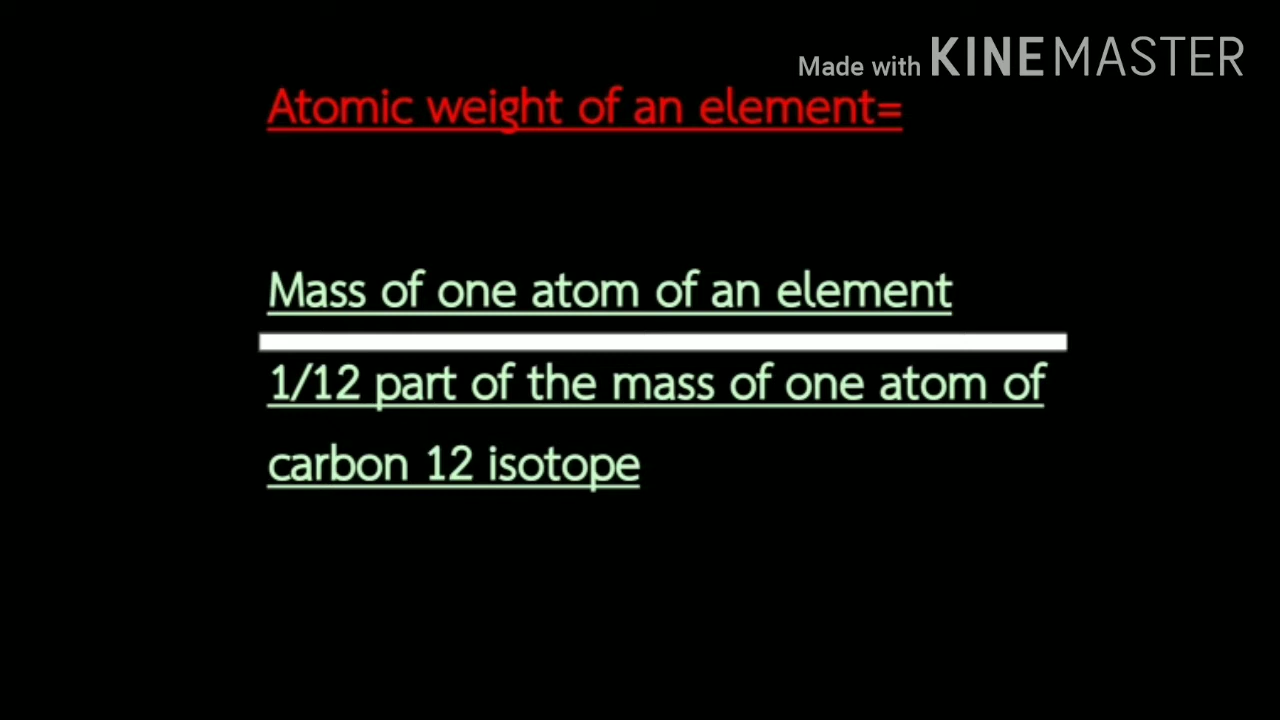 Made with KINEMASTER
Atomic weight of an element=
Mass of one atom of an element
1/12 part of the mass of one atom of
carbon 12 isotope